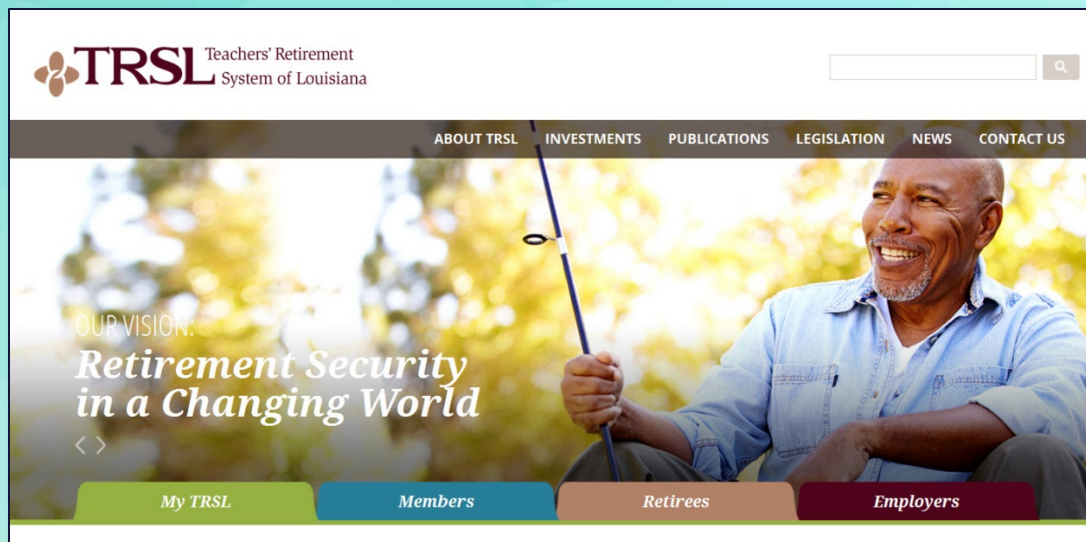 TRSL Teachers' Retirement
System of Louisiana
ABOUT TRSL INVESTMENTS PUBLICATIONS LEGISLATION NEWS CONTACT US
OUR VISION:
Retirement Security
in a Changing World
My TRSL Members Retirees Employers